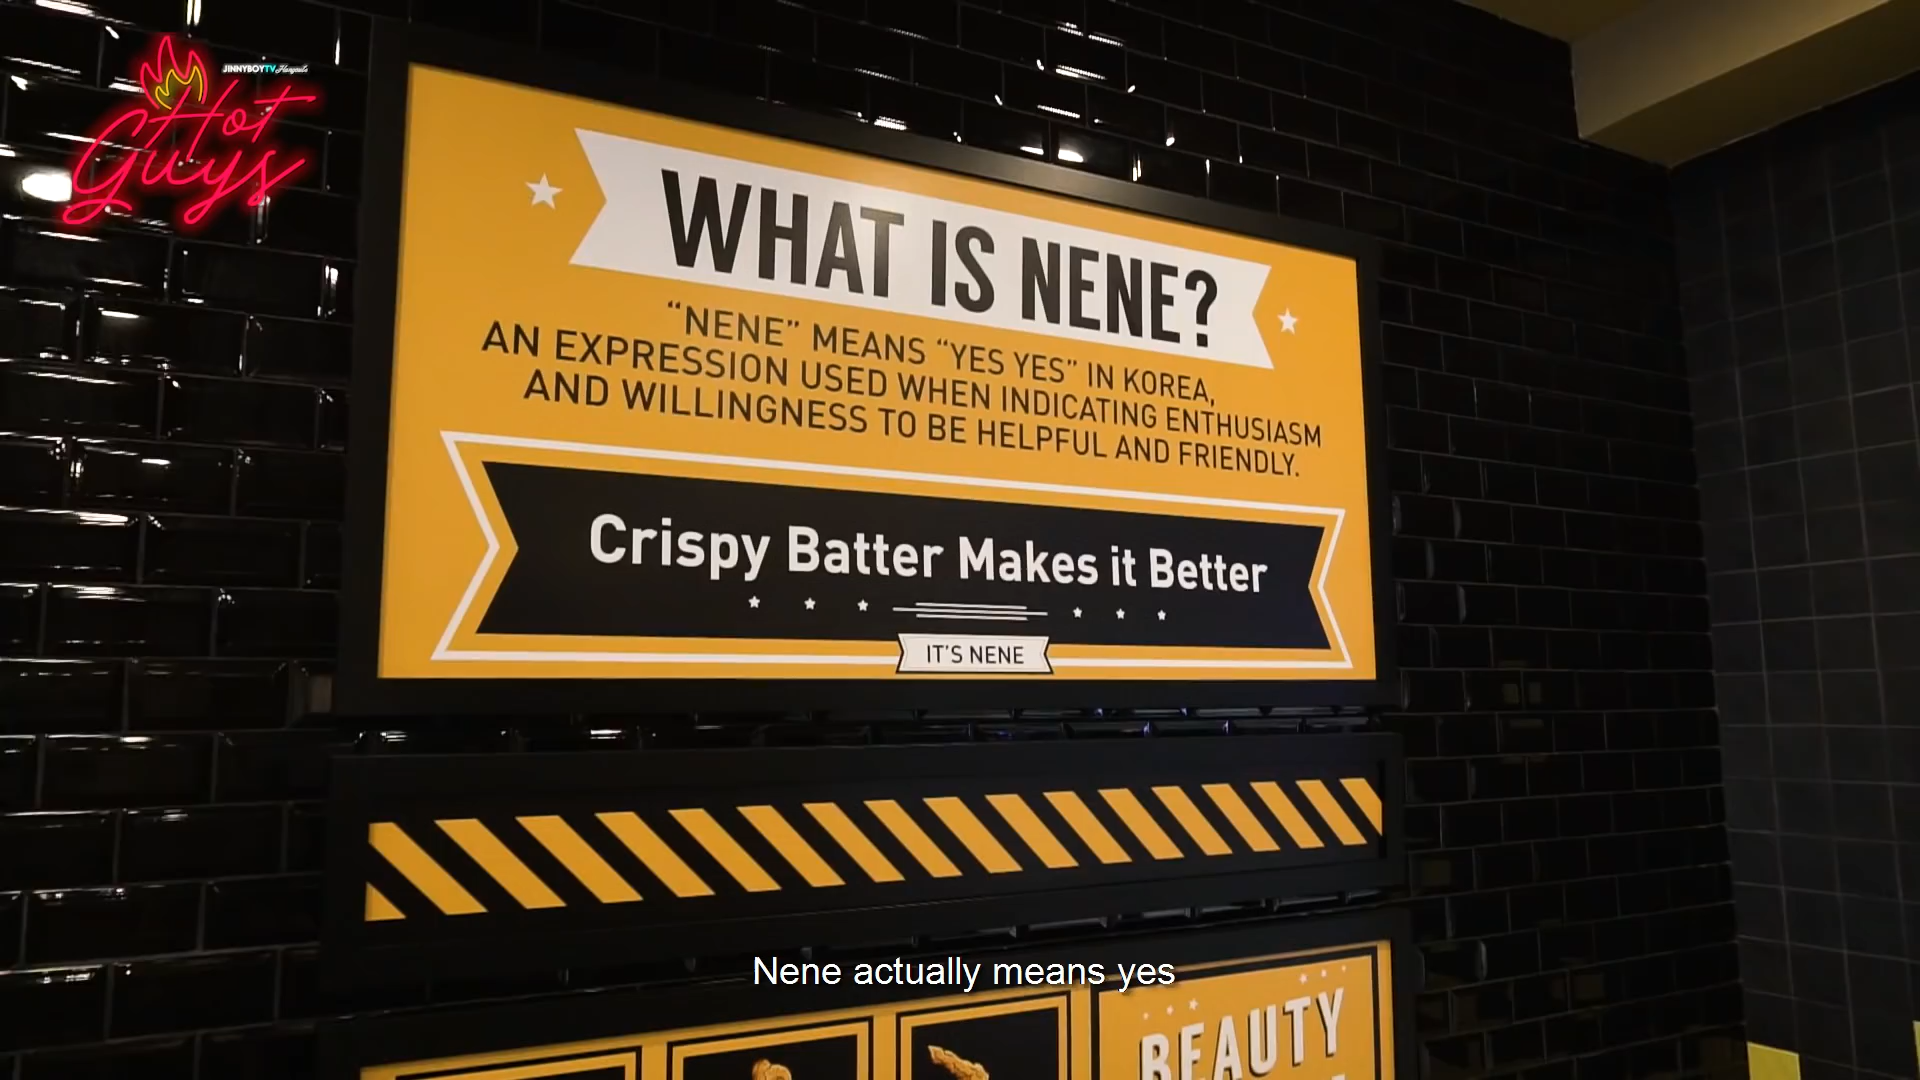 JINNYBOYTV Hangouts
Hot
Guys
WHAT IS NENE?
“NENE” MEANS “YES YES” IN KOREA,
AN EXPRESSION USED WHEN INDICATING ENTHUSIASM
AND WILLINGNESS TO BE HELPFUL AND FRIENDLY.
Crispy Batter Makes it Better
IT'S NENE
Nene actually means yes
BEAUTY